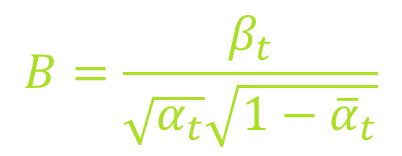 B = β_t / (√α_t √(1 − ᾱ_t))